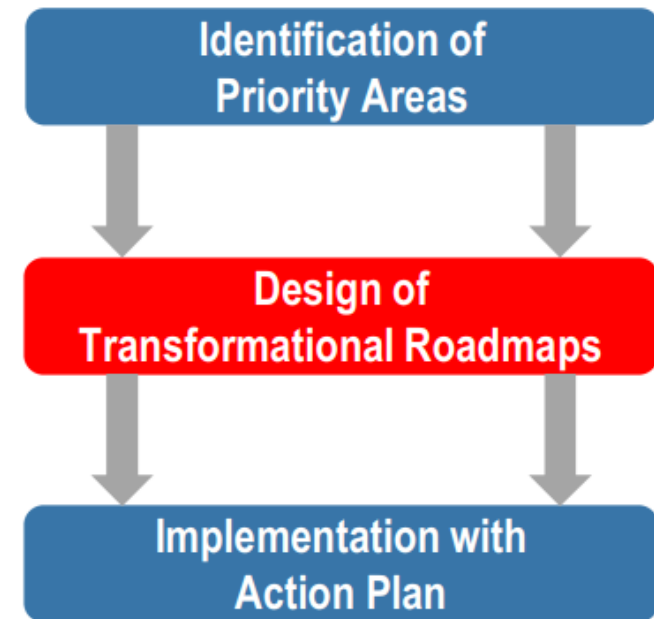 Identification of
Priority Areas
Design of
Transformational Roadmaps
Implementation with
Action Plan